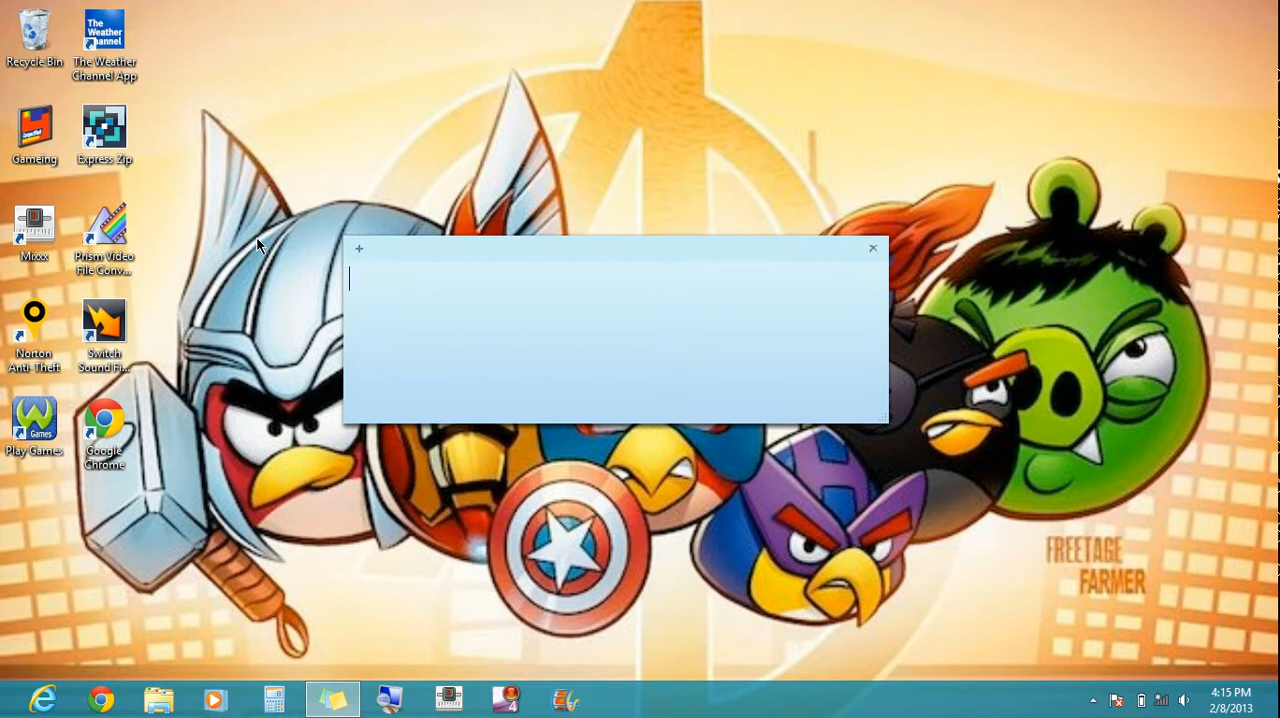 The
Weather
Channel
Recycle Bin
The Weather
Channel App
Gameing
Express Zip
Mixxx
Prism Video
File Conv...
Norton
Anti-Theft
Switch
Sound Fi...
Games
Play Games
Google
Chrome
FREETAGE
FARMER
4
4:15 PM
2/8/2013